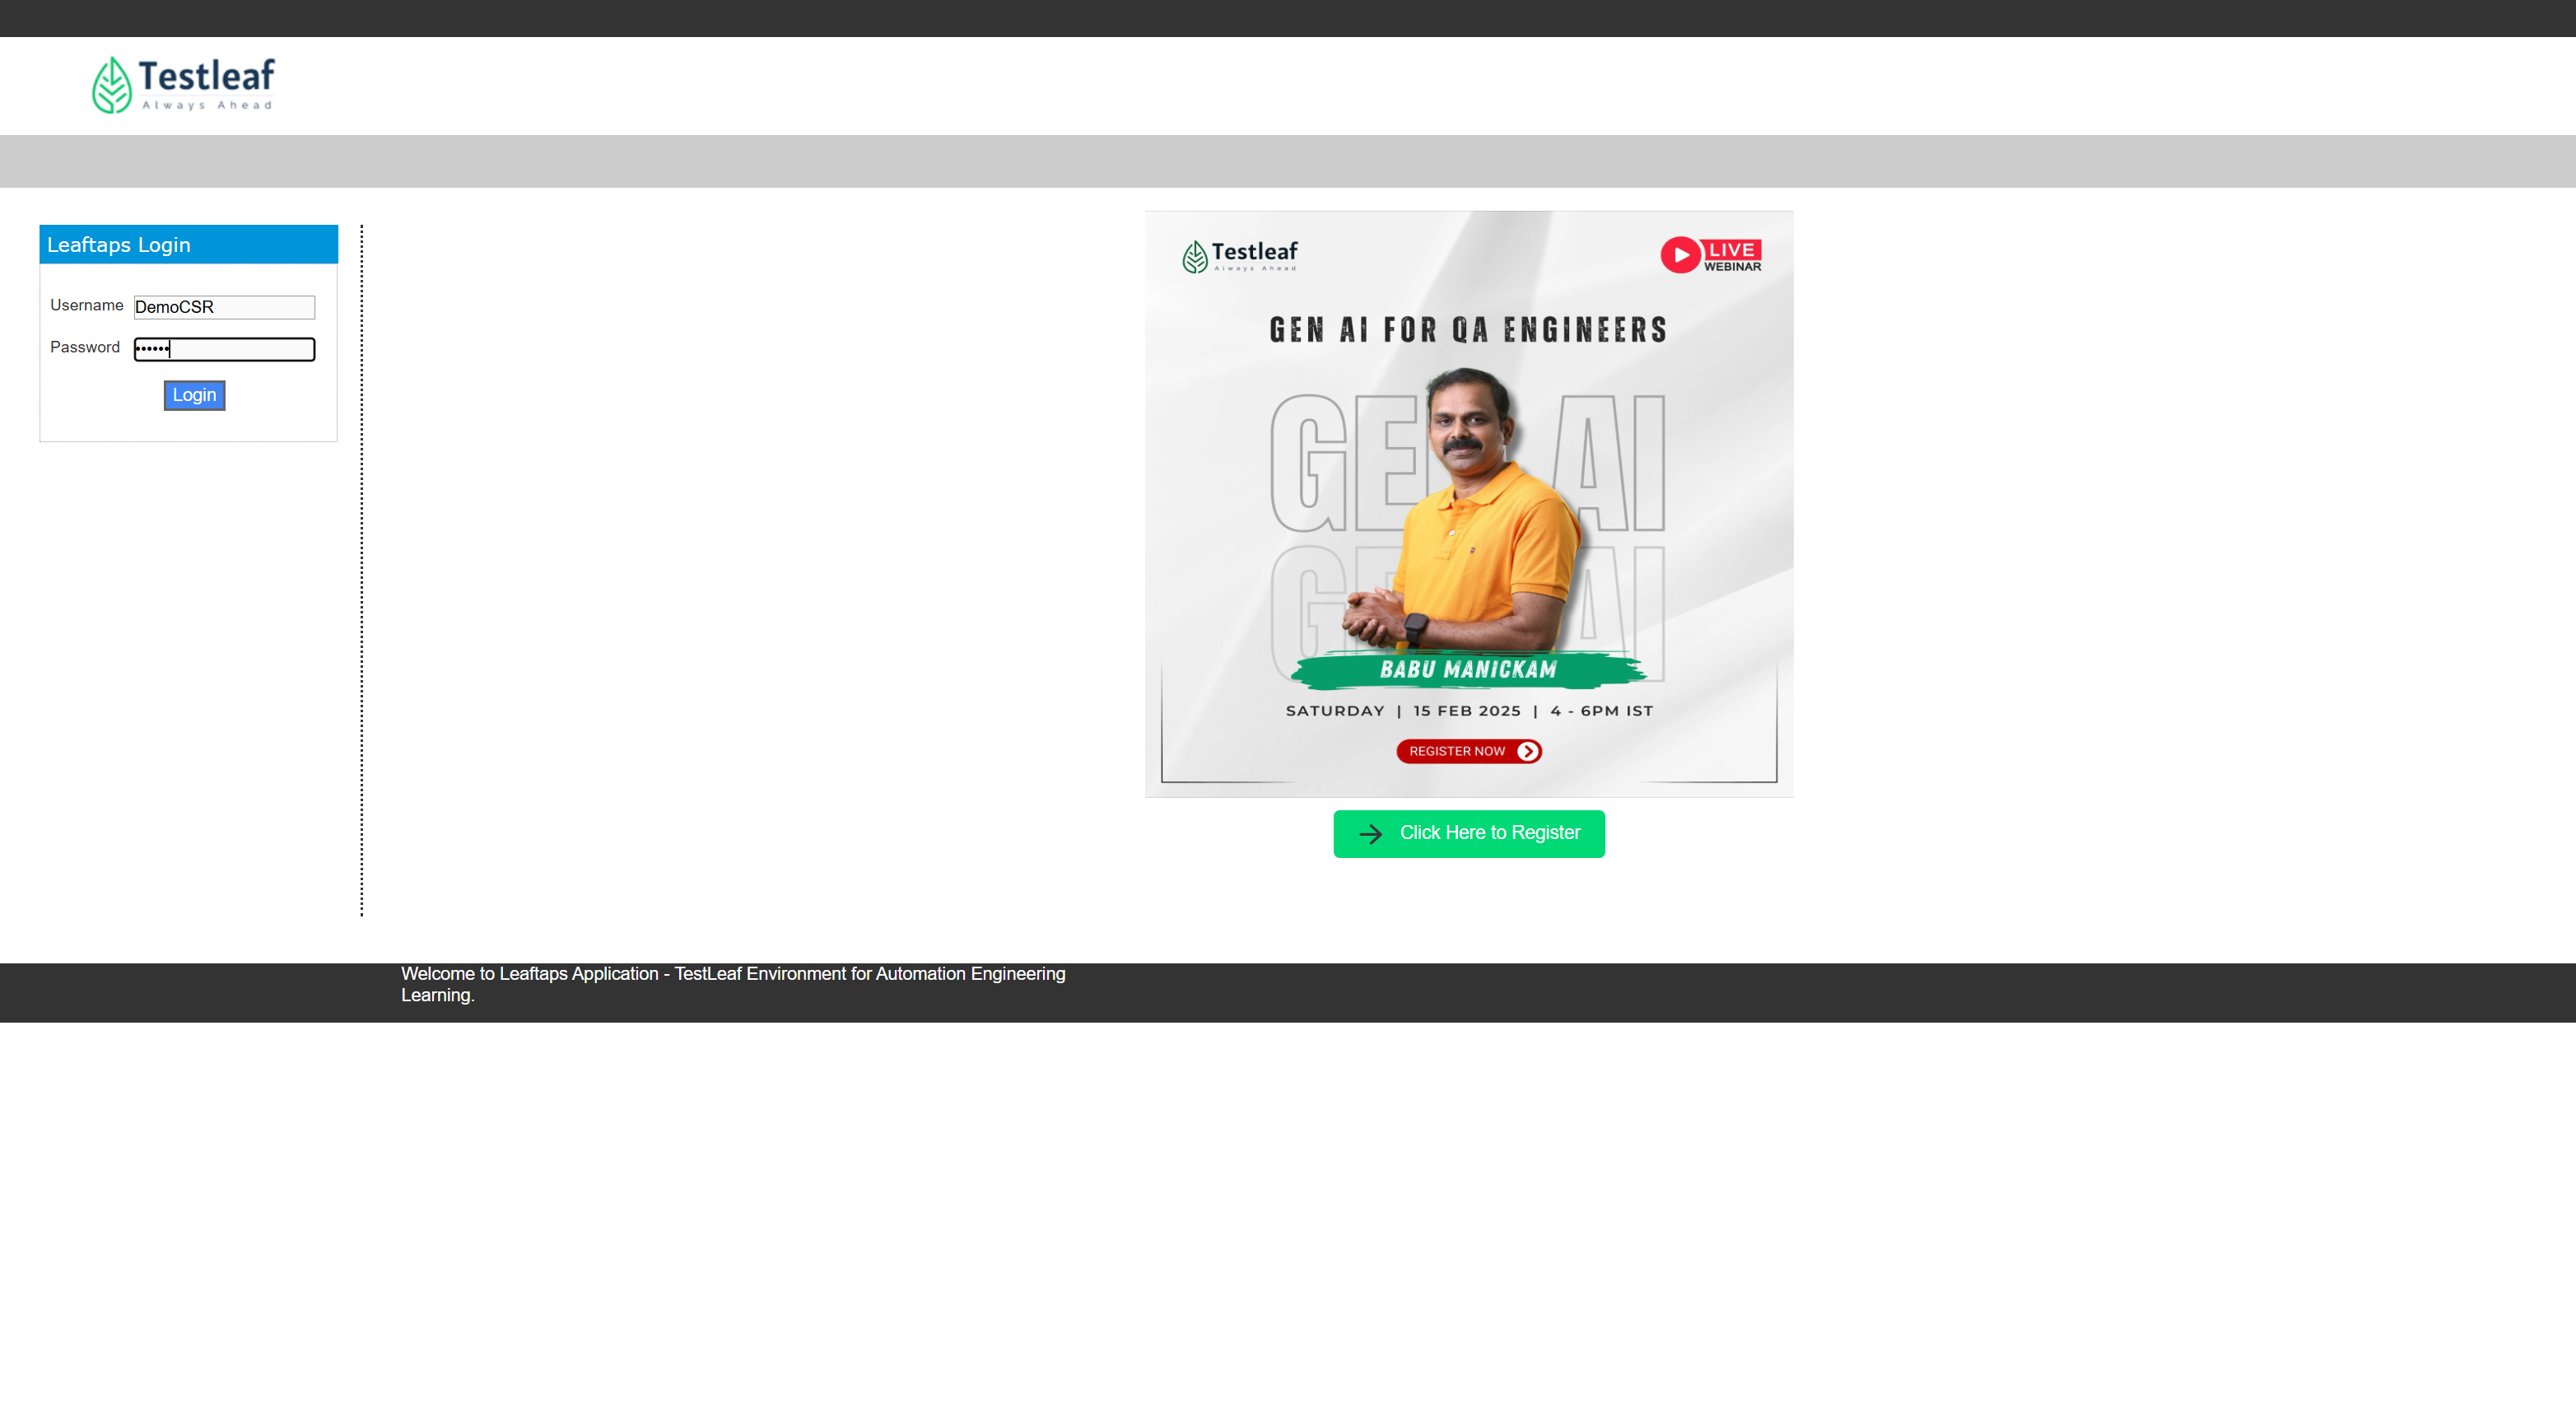 Testleaf
Always Ahead
Leaftaps Login
Username DemoCSR
Password ••••••
Login
Testleaf
Always Ahead
LIVE
WEBINAR
GEN AI FOR QA ENGINEERS
GEN AI
GEN AI
BABU MANICKAM
SATURDAY | 15 FEB 2025 | 4 - 6PM IST
REGISTER NOW
Click Here to Register
Welcome to Leaftaps Application - TestLeaf Environment for Automation Engineering
Learning.